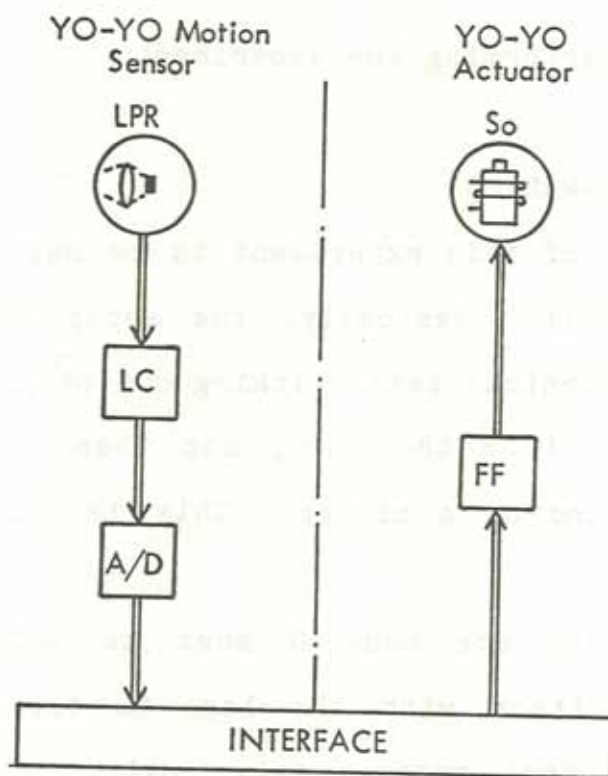 YO-YO Motion
Sensor
LPR
LC
A/D
YO-YO
Actuator
So
FF
INTERFACE